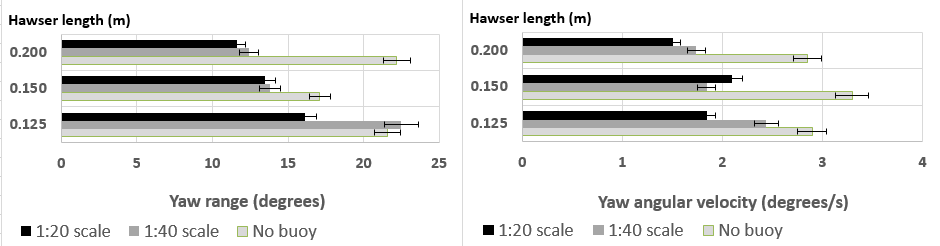 Hawser length (m)
0.200
0.150
0.125
0 5 10 15 20 25
Yaw range (degrees)
1:20 scale 1:40 scale No buoy
Hawser length (m)
0.200
0.150
0.125
0 1 2 3 4
Yaw angular velocity (degrees/s)
1:20 scale 1:40 scale No buoy